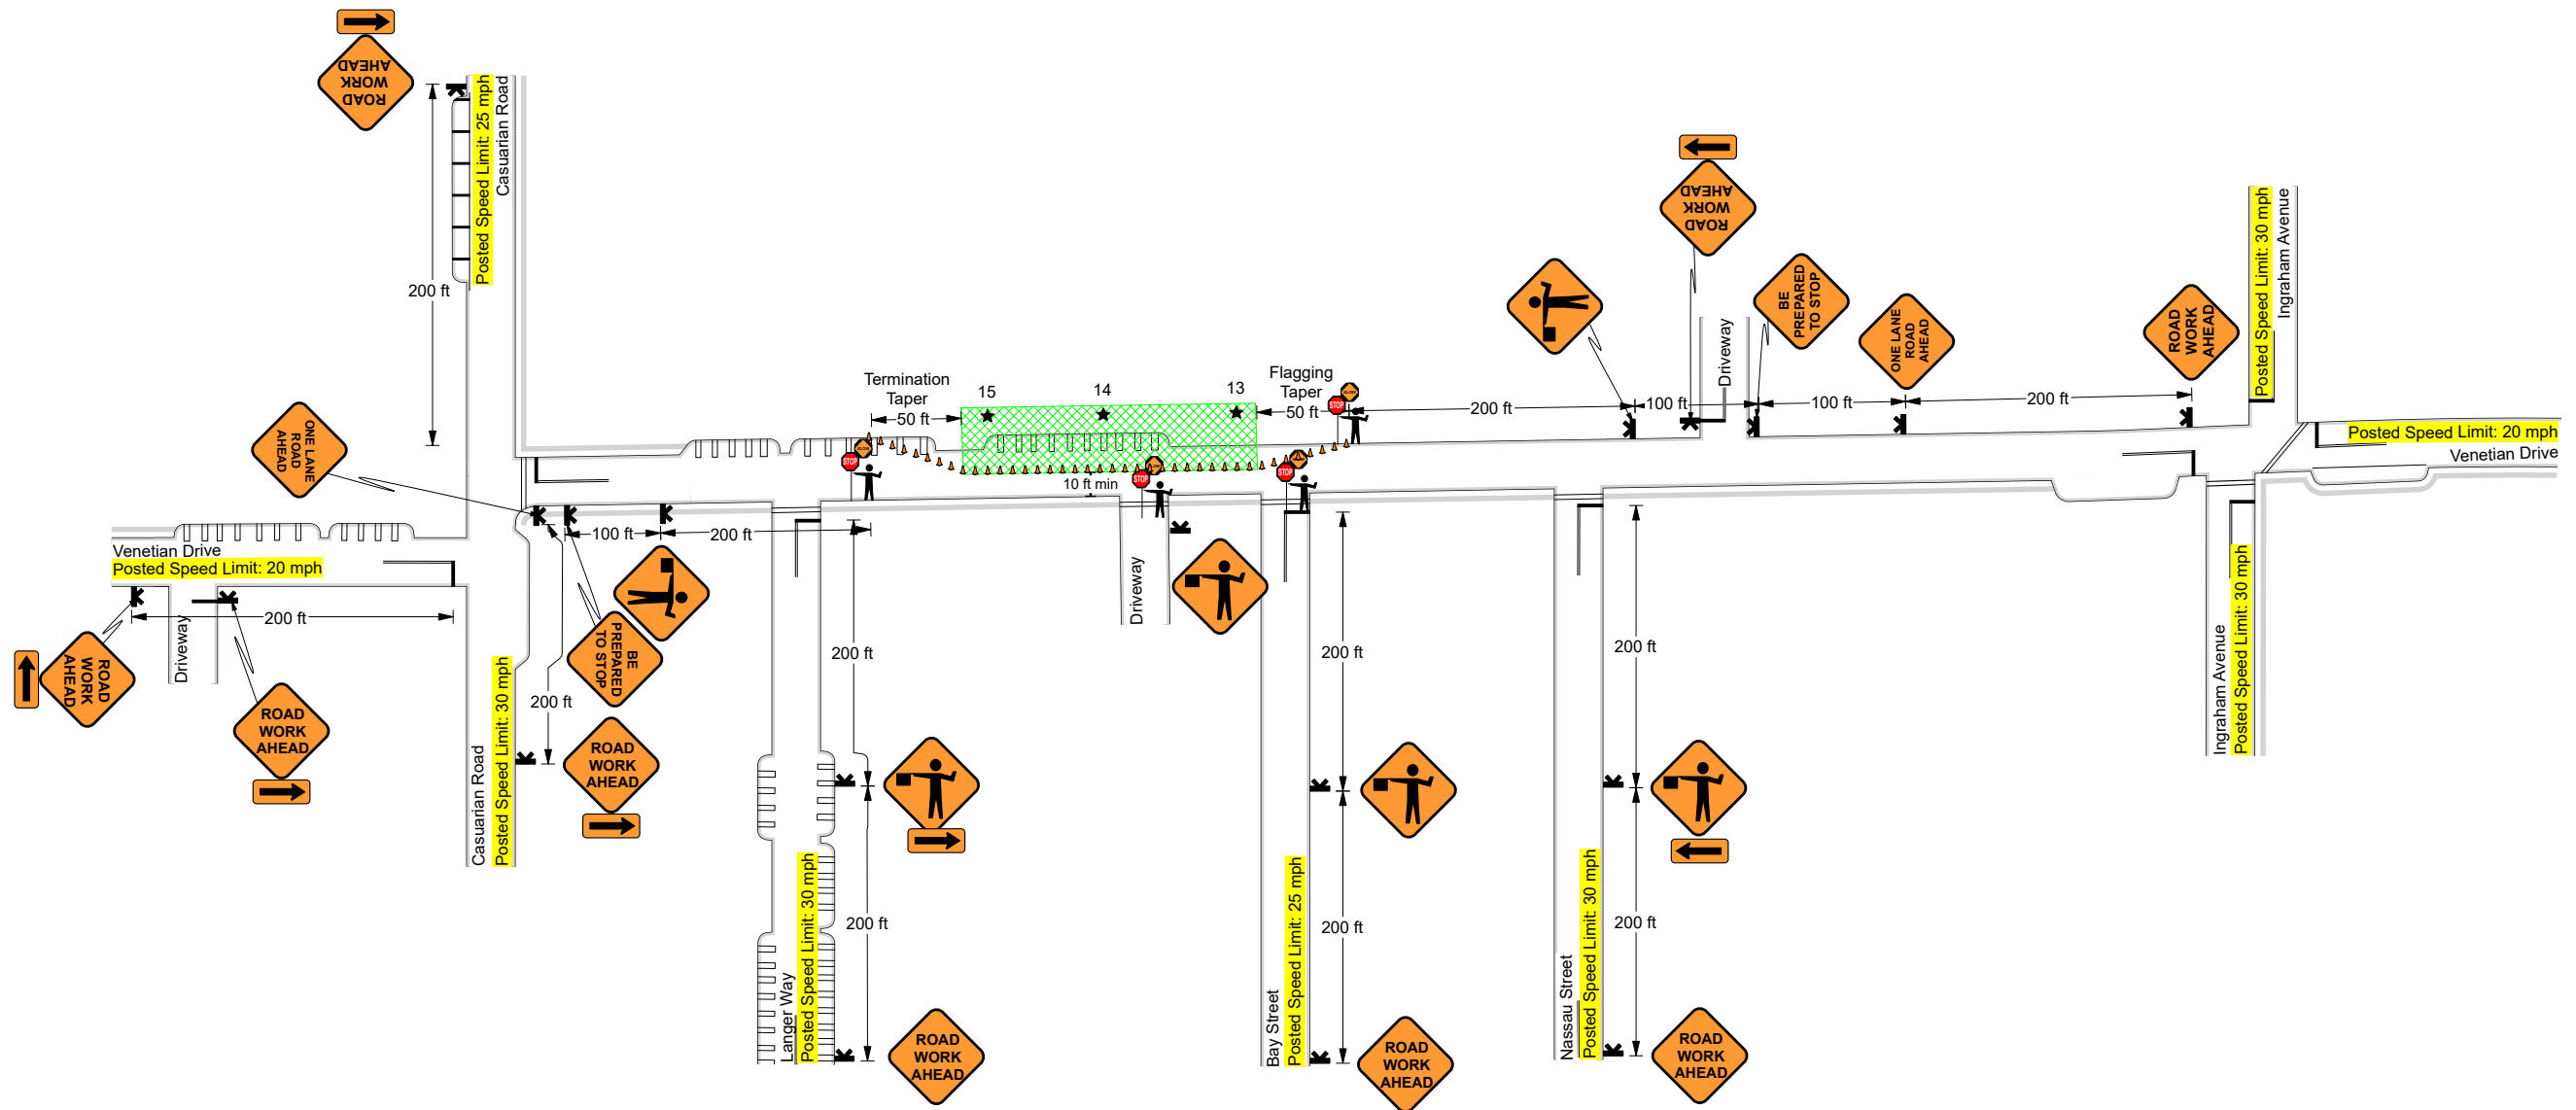 ROAD
WORK
AHEAD
Posted Speed Limit: 25 mph
Casuarian Road
200 ft
ONE LANE
ROAD
AHEAD
Venetian Drive
Posted Speed Limit: 20 mph
200 ft
Driveway
ROAD
WORK
AHEAD
ROAD
WORK
AHEAD
Casuarian Road
Posted Speed Limit: 30 mph
100 ft
200 ft
BE
PREPARED
TO STOP
200 ft
ROAD
WORK
AHEAD
Termination
Taper
50 ft
15
14
13
Flagging
Taper
50 ft
SLOW
STOP
SLOW
STOP
SLOW
STOP
SLOW
STOP
10 ft min
Driveway
200 ft
100 ft
100 ft
200 ft
ROAD
WORK
AHEAD
Driveway
BE
PREPARED
TO STOP
ONE LANE
ROAD
AHEAD
ROAD
WORK
AHEAD
Posted Speed Limit: 30 mph
Ingraham Avenue
Posted Speed Limit: 20 mph
Venetian Drive
Ingraham Avenue
Posted Speed Limit: 30 mph
200 ft
200 ft
Langer Way
Posted Speed Limit: 30 mph
ROAD
WORK
AHEAD
200 ft
200 ft
Bay Street
Posted Speed Limit: 25 mph
ROAD
WORK
AHEAD
200 ft
200 ft
Nassau Street
Posted Speed Limit: 30 mph
ROAD
WORK
AHEAD